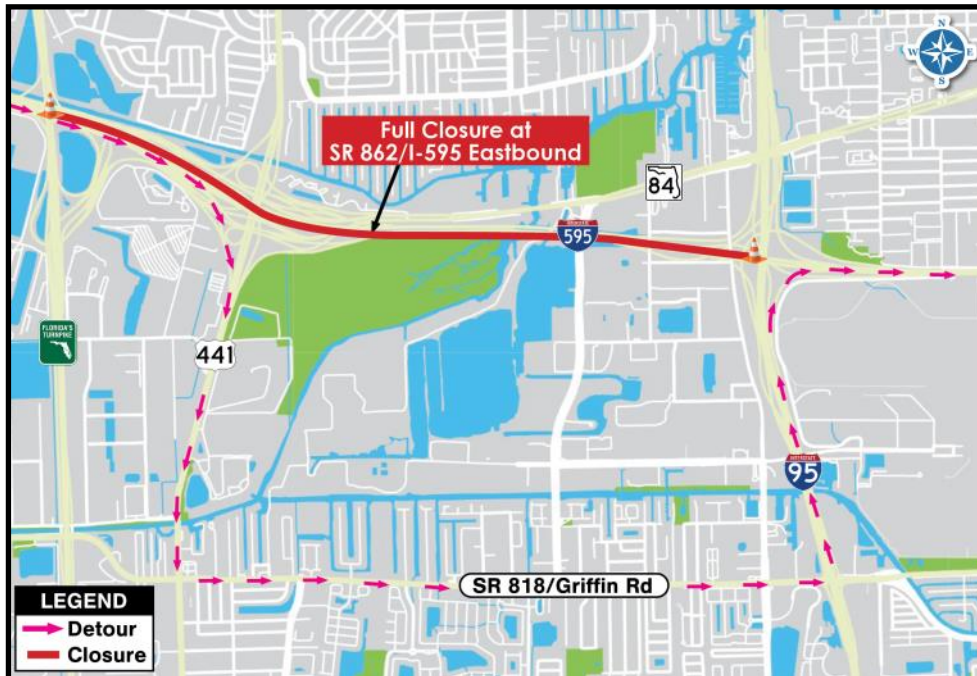 N
W E
S
Full Closure at
SR 862/I-595 Eastbound
84
595
FLORIDA'S
TURNPIKE
441
95
SR 818/Griffin Rd
LEGEND
Detour
Closure